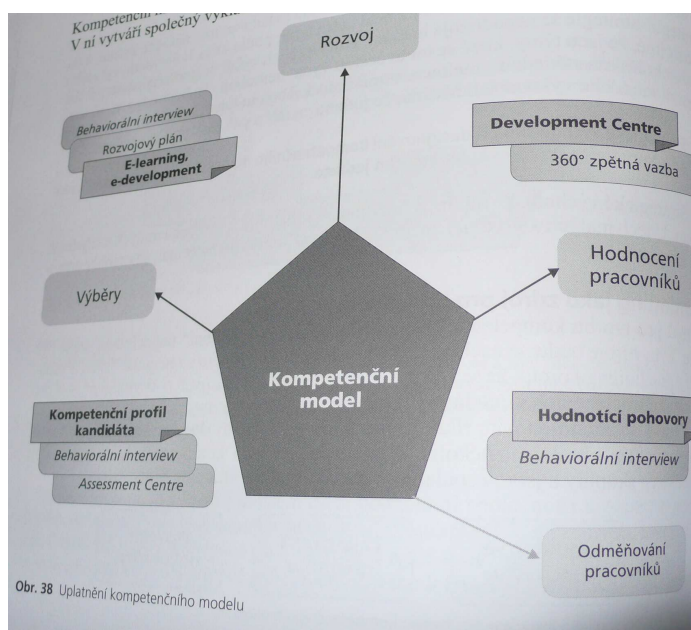 Kompetenční
V ní vytváří společný
Rozvoj
Behaviorální interview
Rozvojový plán
E-learning,
e-development
Development Centre
360° zpětná vazba
Výběry
Hodnocení
pracovníků
Kompetenční
model
Kompetenční profil
kandidáta
Behaviorální interview
Assessment Centre
Hodnotící pohovory
Behaviorální interview
Odměňování
pracovníků
Obr. 38 Uplatnění kompetenčního modelu